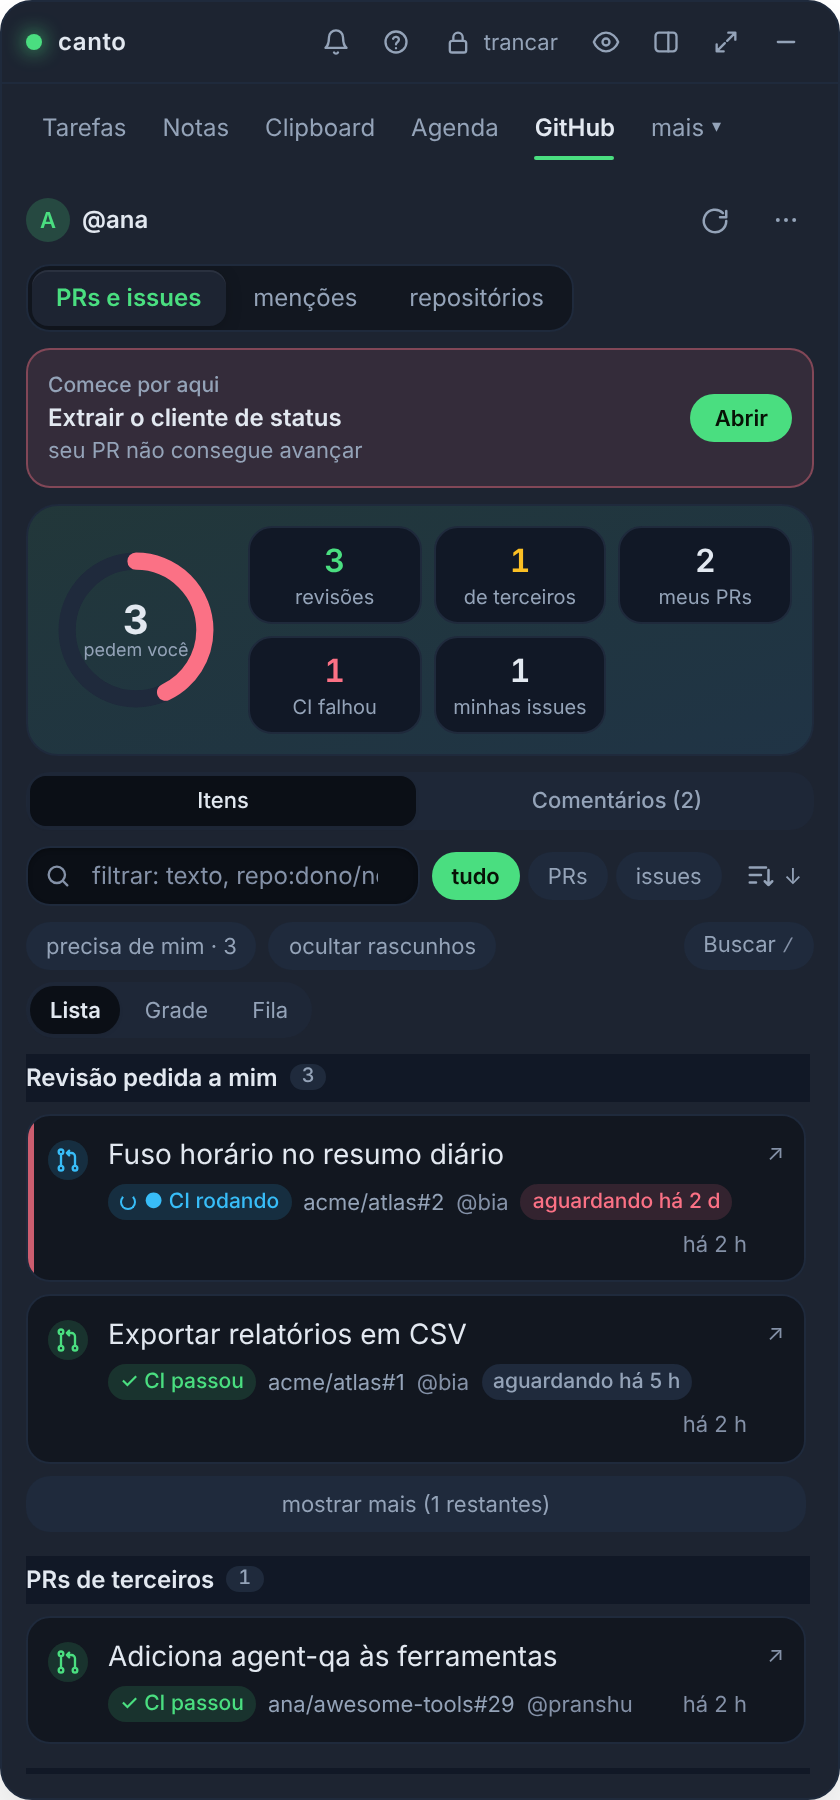 canto
trancar
Tarefas Notas Clipboard Agenda GitHub mais ▾
A @ana
PRs e issues menções repositórios
Comece por aqui
Extrair o cliente de status
seu PR não consegue avançar
Abrir
3
pedem você
3
revisões
1
de terceiros
2
meus PRs
1
CI falhou
1
minhas issues
Itens Comentários (2)
filtrar: texto, repo:dono/ tudo PRs issues ↓
precisa de mim · 3 ocultar rascunhos Buscar /
Lista Grade Fila
Revisão pedida a mim 3
Fuso horário no resumo diário
CI rodando acme/atlas#2 @bia aguardando há 2 d
há 2 h
Exportar relatórios em CSV
✓ CI passou acme/atlas#1 @bia aguardando há 5 h
há 2 h
mostrar mais (1 restantes)
PRs de terceiros 1
Adiciona agent-qa às ferramentas
✓ CI passou ana/awesome-tools#29 @pranshu há 2 h